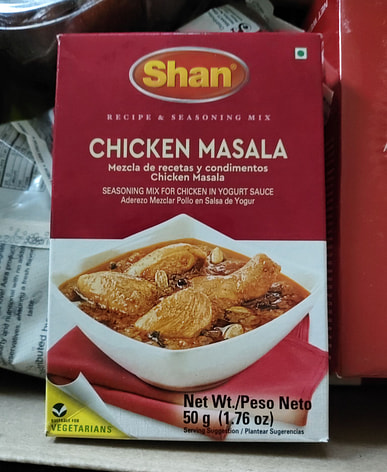 Shan
RECIPE & SEASONING MIX
CHICKEN MASALA
Mezcla de recetas y condimentos
Chicken Masala
SEASONING MIX FOR CHICKEN IN YOGURT SAUCE
Aderezo Mezclar Pollo en Salsa de Yogur
Net Wt./Peso Neto
50 g (1.76 oz)
Serving Suggestion / Plantear Sugerencias
SUITABLE FOR
VEGETARIANS